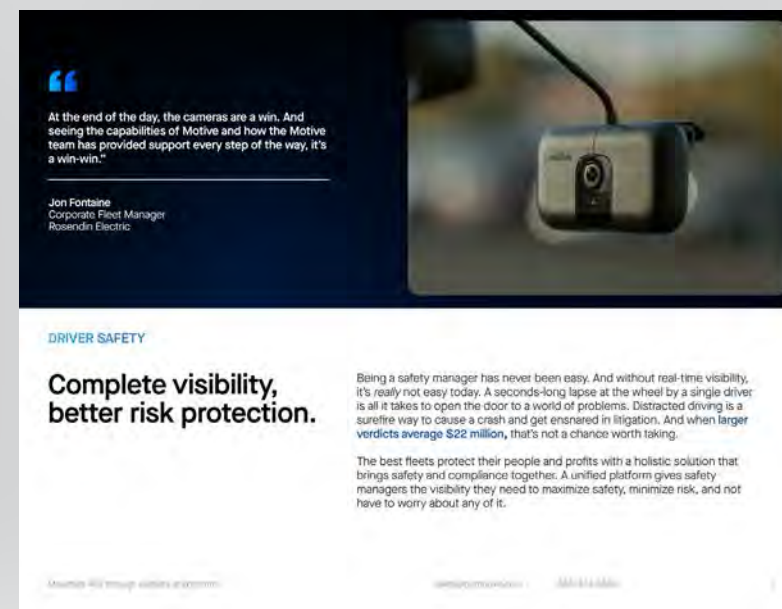 “
At the end of the day, the cameras are a win. And
seeing the capabilities of Motive and how the Motive
team has provided support every step of the way, it's
a win-win."
Jon Fontaine
Corporate Fleet Manager
Rosendin Electric
DRIVER SAFETY
Complete visibility,
better risk protection.
Being a safety manager has never been easy. And without real-time visibility,
it's really not easy today. A seconds-long lapse at the wheel by a single driver
is all it takes to open the door to a world of problems. Distracted driving is a
surefire way to cause a crash and get ensnared in litigation. And when larger
verdicts average $22 million, that's not a chance worth taking.
The best fleets protect their people and profits with a holistic solution that
brings safety and compliance together. A unified platform gives safety
managers the visibility they need to maximize safety, minimize risk, and not
have to worry about any of it.